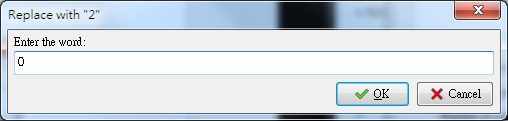 Replace with "2"
Enter the word:
0
OK Cancel